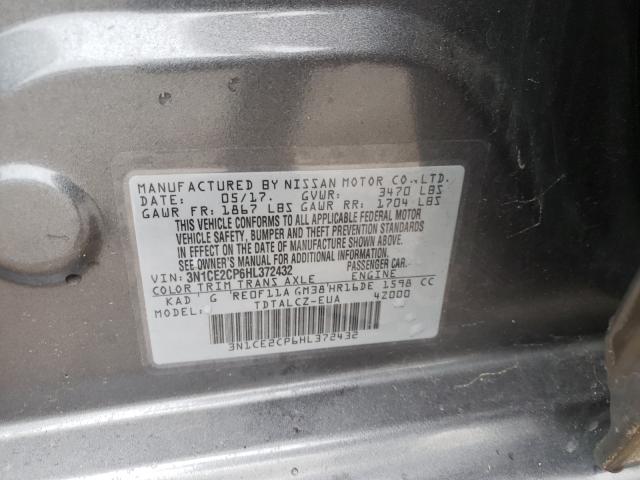 MANUFACTURED BY NISSAN MOTOR CO.,LTD.
DATE: 05/17. GVWR: 3470 LBS
GAWR FR: 1867 LBS GAWR RR: 1704 LBS
THIS VEHICLE CONFORMS TO ALL APPLICABLE FEDERAL MOTOR
VEHICLE SAFETY, BUMPER AND THEFT PREVENTION STANDARDS
IN EFFECT ON THE DATE OF MANUFACTURE SHOWN ABOVE.
SEE OWNER'S MANUAL FOR ADDITIONAL INFORMATION.
VIN: 3N1CE2CP6HL372432 PASSENGER CAR
COLOR TRIM TRANS AXLE ENGINE
KAD G RE0F11A GM38 HR16DE 1598 CC
MODEL: TDTALCZ-EUA 42000
3N1CE2CP6HL372432